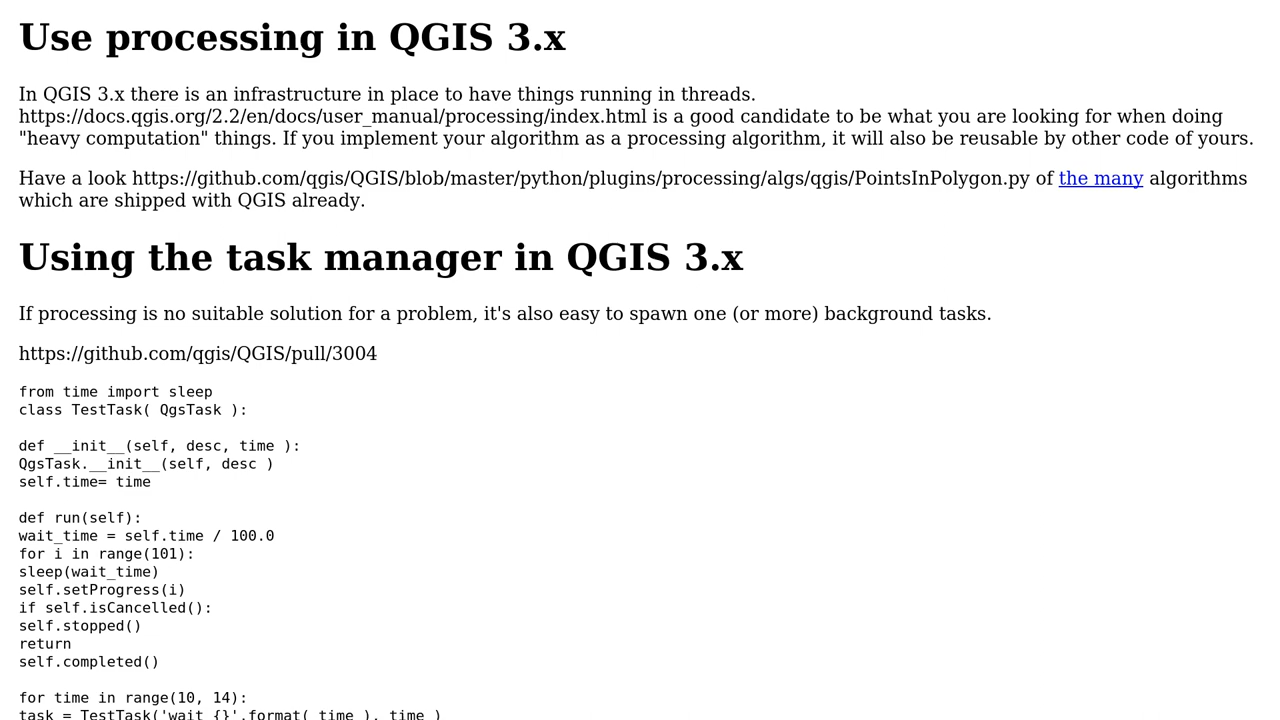 Use processing in QGIS 3.x
In QGIS 3.x there is an infrastructure in place to have things running in threads.
https://docs.qgis.org/2.2/en/docs/user_manual/processing/index.html is a good candidate to be what you are looking for when doing
"heavy computation" things. If you implement your algorithm as a processing algorithm, it will also be reusable by other code of yours.
Have a look https://github.com/qgis/QGIS/blob/master/python/plugins/processing/algs/qgis/PointsInPolygon.py of the many algorithms
which are shipped with QGIS already.
Using the task manager in QGIS 3.x
If processing is no suitable solution for a problem, it's also easy to spawn one (or more) background tasks.
https://github.com/qgis/QGIS/pull/3004
from time import sleep
class TestTask( QgsTask ):
def __init__(self, desc, time ):
QgsTask.__init__(self, desc )
self.time= time
def run(self):
wait_time = self.time / 100.0
for i in range(101):
sleep(wait_time)
self.setProgress(i)
if self.isCancelled():
self.stopped()
return
self.completed()
for time in range(10, 14):
task = TestTask('wait {}'.format( time ), time )